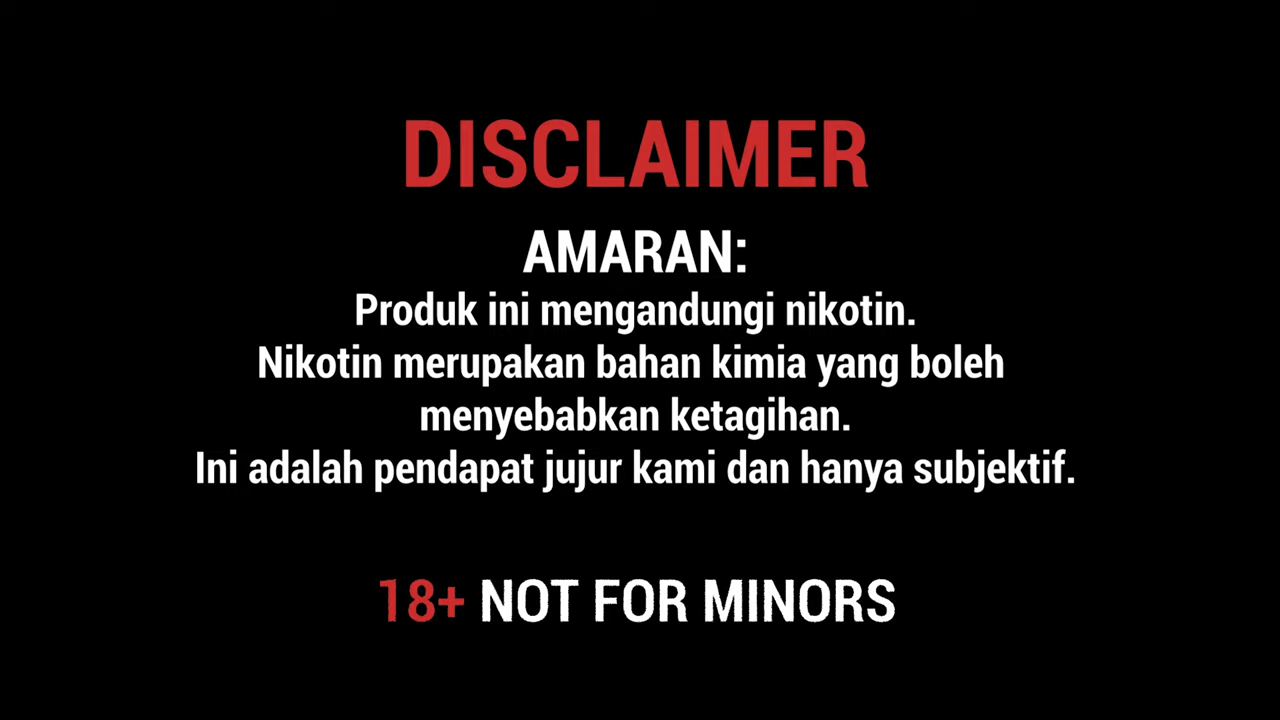 DISCLAIMER
AMARAN:
Produk ini mengandungi nikotin.
Nikotin merupakan bahan kimia yang boleh
menyebabkan ketagihan.
Ini adalah pendapat jujur kami dan hanya subjektif.
18+ NOT FOR MINORS